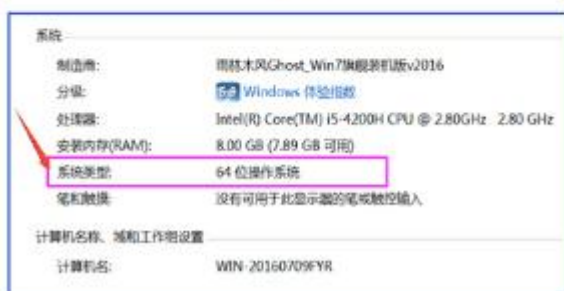 系统
制造商: 雨林木风Ghost_Win7旗舰装机版v2016
分级: Windows 体验指数
处理器: Intel(R) Core(TM) i5-4200H CPU @ 2.80GHz 2.80 GHz
安装内存(RAM): 8.00 GB (7.89 GB 可用)
系统类型: 64 位操作系统
笔和触摸: 没有可用于此显示器的笔或触控输入
计算机名称、域和工作组设置
计算机名: WIN-20160709FYR